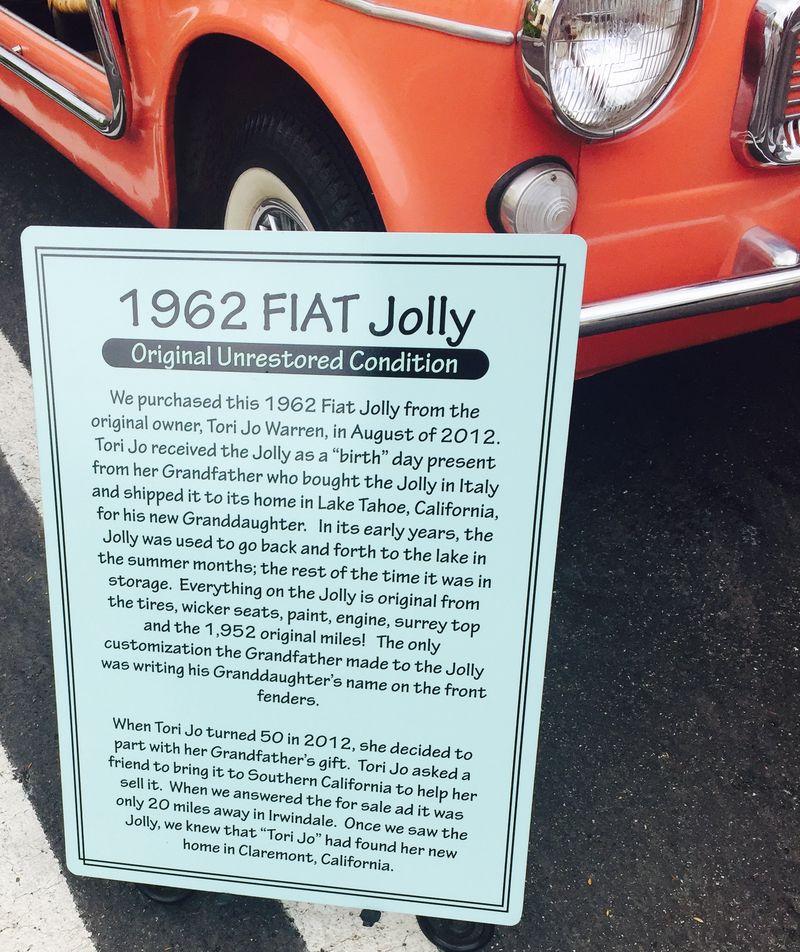 1962 FIAT Jolly
Original Unrestored Condition
We purchased this 1962 Fiat Jolly from the
original owner, Tori Jo Warren, in August of 2012.
Tori Jo received the Jolly as a “birth” day present
from her Grandfather who bought the Jolly in Italy
and shipped it to its home in Lake Tahoe, California,
for his new Granddaughter. In its early years, the
Jolly was used to go back and forth to the lake in
the summer months; the rest of the time it was in
storage. Everything on the Jolly is original from
the tires, wicker seats, paint, engine, surrey top
and the 1,952 original miles! The only
customization the Grandfather made to the Jolly
was writing his Granddaughter’s name on the front
fenders.
When Tori Jo turned 50 in 2012, she decided to
part with her Grandfather’s gift. Tori Jo asked a
friend to bring it to Southern California to help her
sell it. When we answered the for sale ad it was
only 20 miles away in Irwindale. Once we saw the
Jolly, we knew that “Tori Jo” had found her new
home in Claremont, California.